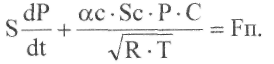 S dP/dt + αc · Sc · P · C / √R · T = Fп.